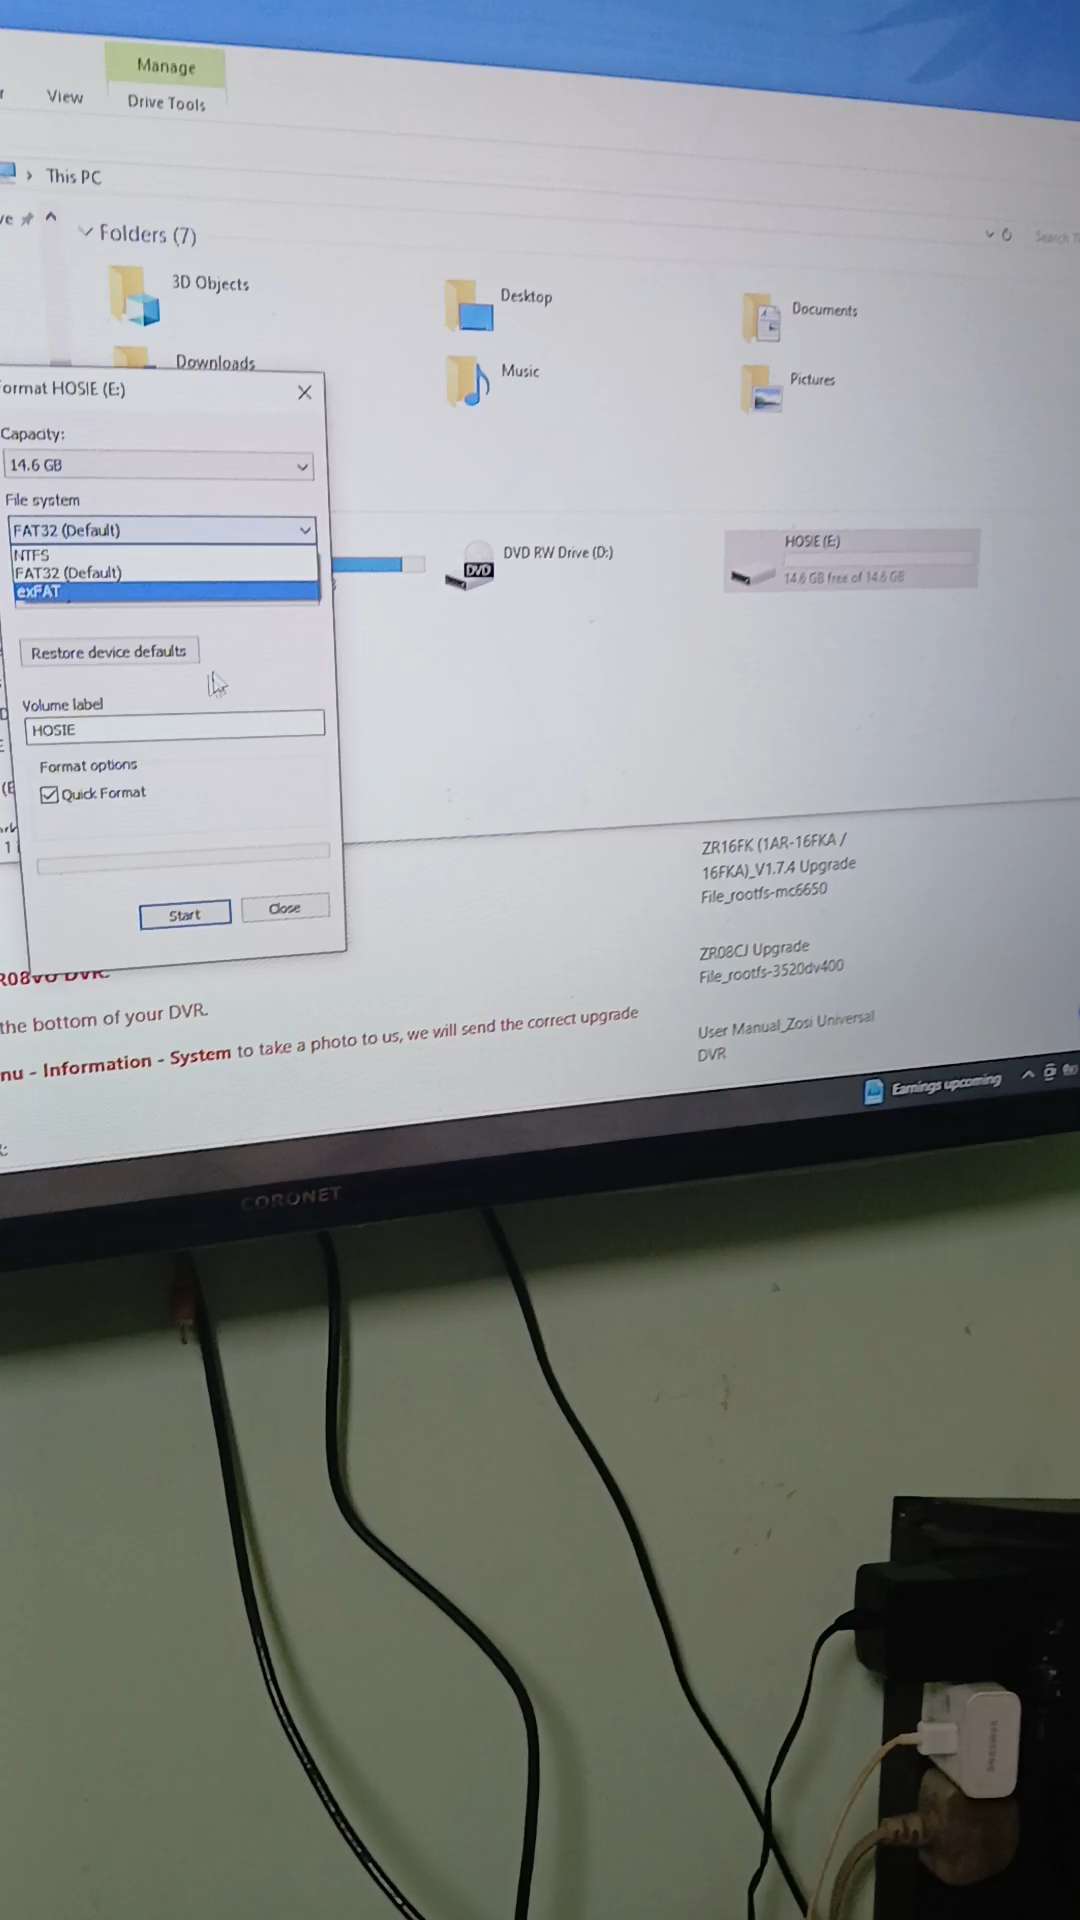 Manage
View
Drive Tools
This PC
Folders (7)
3D Objects
Desktop
Documents
Downloads
Music
Pictures
Format HOSIE (E:)
Capacity:
14.6 GB
File system
FAT32 (Default)
NTFS
FAT32 (Default)
exFAT
DVD RW Drive (D:)
DVD
HOSIE (E:)
14.6 GB free of 14.6 GB
Restore device defaults
Volume label
HOSIE
Format options
Quick Format
Start
Close
ZR16FK (1AR-16FKA /
16FKA)_V1.7.4 Upgrade
File_rootfs-mc6650
ZR08CJ Upgrade
File_rootfs-3520dv400
User Manual_Zosi Universal
DVR
DVR.
the bottom of your DVR.
nu - Information - System to take a photo to us, we will send the correct upgrade
Earnings upcoming
CORONET
SAMSUNG